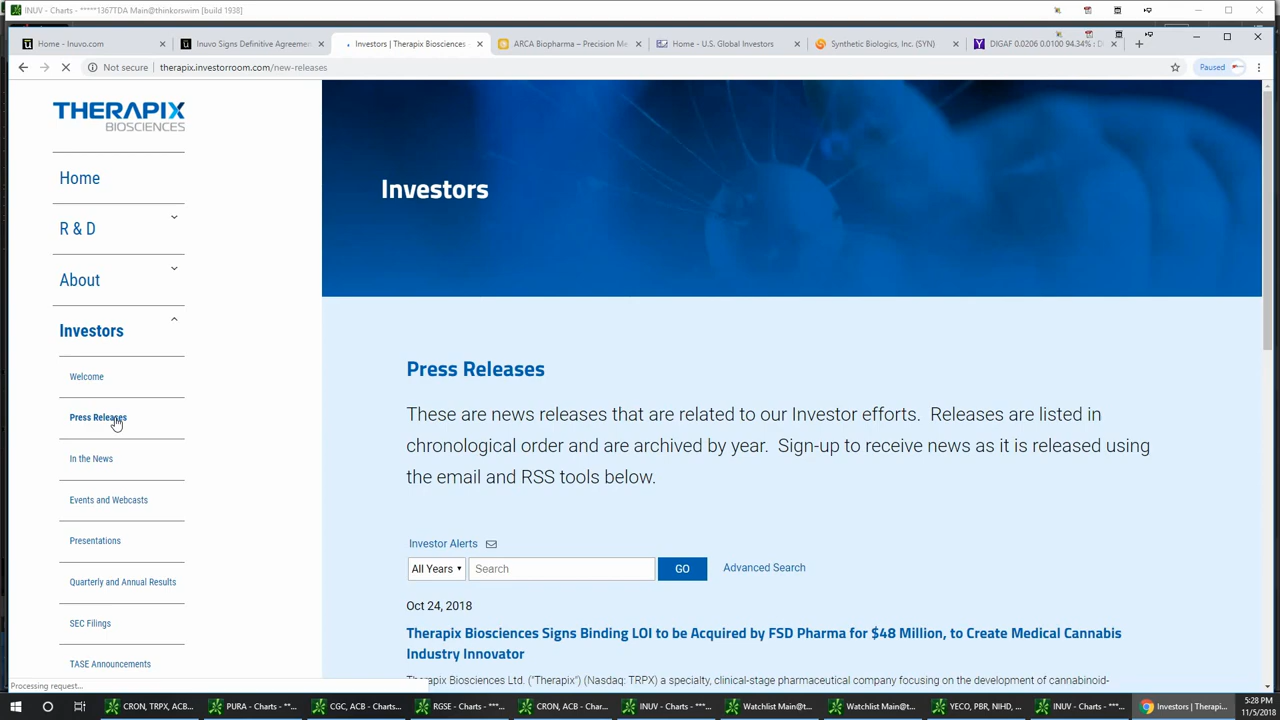 INUV - Charts - *****1367TDA Main@thinkorswim [build 1938]
Home - Inuvo.com
Inuvo Signs Definitive Agreemen
Investors | Therapix Biosciences
ARCA Biopharma – Precision Me
Home - U.S. Global Investors
Synthetic Biologics, Inc. (SYN)
DIGAF 0.0206 0.0100 94.34% : D
Not secure
therapix.investorroom.com/new-releases
Paused
THERAPIX
BIOSCIENCES
Home
R & D
About
Investors
Welcome
Press Releases
In the News
Events and Webcasts
Presentations
Quarterly and Annual Results
SEC Filings
TASE Announcements
Processing request...
Investors
Press Releases
These are news releases that are related to our Investor efforts. Releases are listed in
chronological order and are archived by year. Sign-up to receive news as it is released using
the email and RSS tools below.
Investor Alerts
All Years
Search
GO
Advanced Search
Oct 24, 2018
Therapix Biosciences Signs Binding LOI to be Acquired by FSD Pharma for $48 Million, to Create Medical Cannabis
Industry Innovator
Therapix Biosciences Ltd. ("Therapix") (Nasdaq: TRPX) a specialty, clinical-stage pharmaceutical company focusing on the development of cannabinoid-
CRON, TRPX, ACB...
PURA - Charts - **...
CGC, ACB - Charts...
RGSE - Charts - **...
CRON, ACB - Char...
INUV - Charts - ***...
Watchlist Main@t...
Watchlist Main@t...
YECO, PBR, NIHD, ...
INUV - Charts - ***...
Investors | Therapi...
5:28 PM
11/5/2018